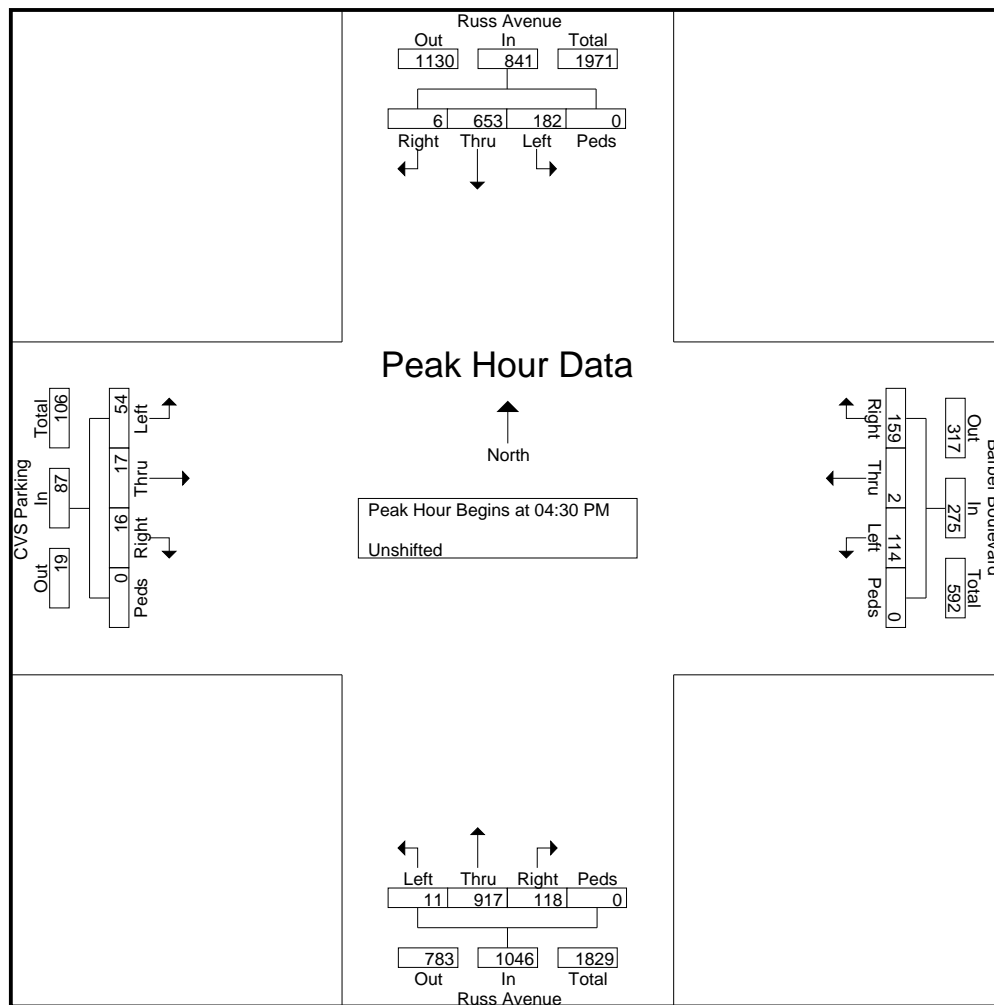 Russ Avenue
Out In Total
1130 841 1971
6 653 182 0
Right Thru Left Peds
Peak Hour Data
North
Peak Hour Begins at 04:30 PM
Unshifted
CVS Parking
Out In Total
19 87 106
54 17 16 0
Left Thru Right Peds
Right Thru Left Peds
159 2 114 0
317 275 592
Out In Total
Left Thru Right Peds
11 917 118 0
783 1046 1829
Out In Total
Russ Avenue